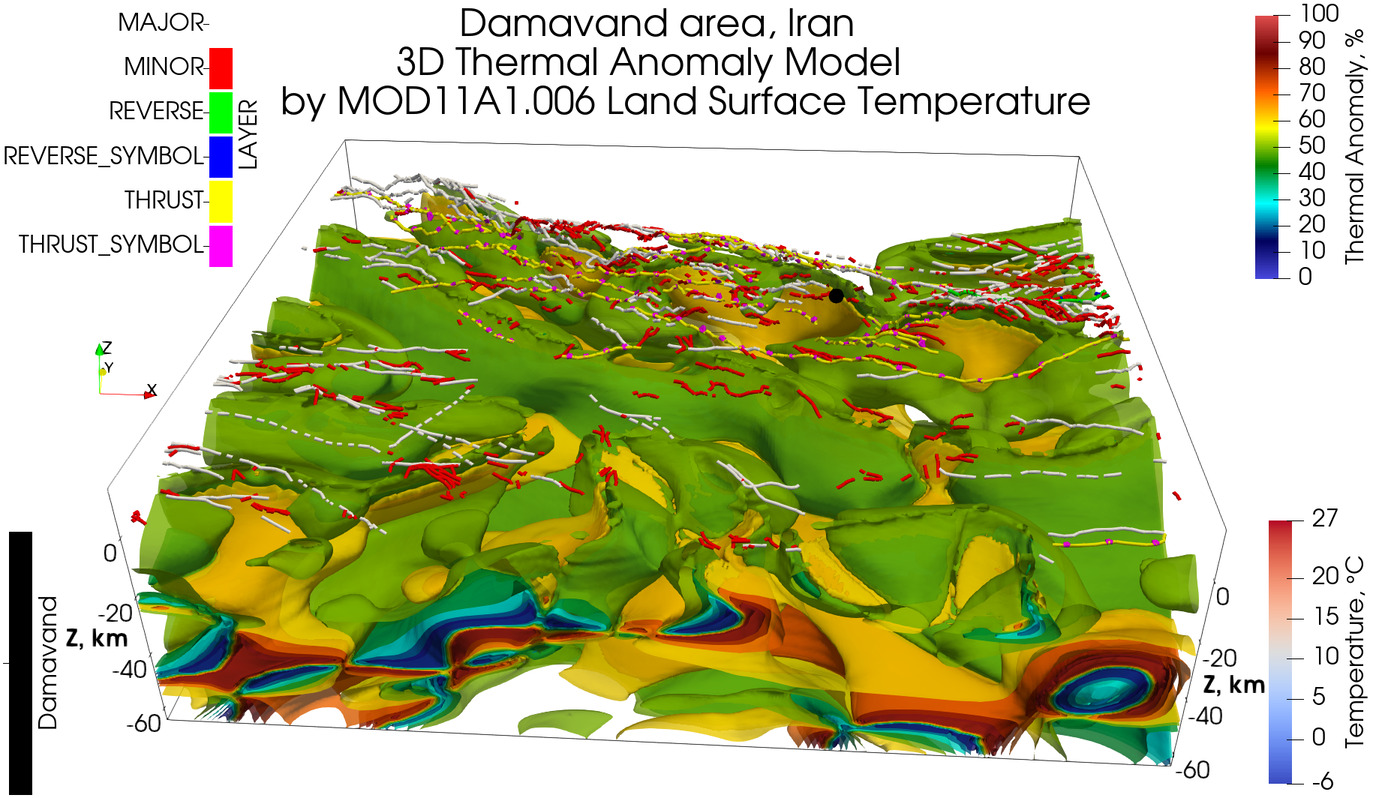 Damavand area, Iran
3D Thermal Anomaly Model
by MOD11A1.006 Land Surface Temperature
MAJOR
MINOR
REVERSE
REVERSE_SYMBOL
THRUST
THRUST_SYMBOL
LAYER
100
90
80
70
60
50
40
30
20
10
0
Thermal Anomaly, %
Z
Y
X
0
-20
Z, km
-40
-60
Damavand
0
-20
Z, km
-40
-60
27
20
15
10
5
0
-6
Temperature, °C